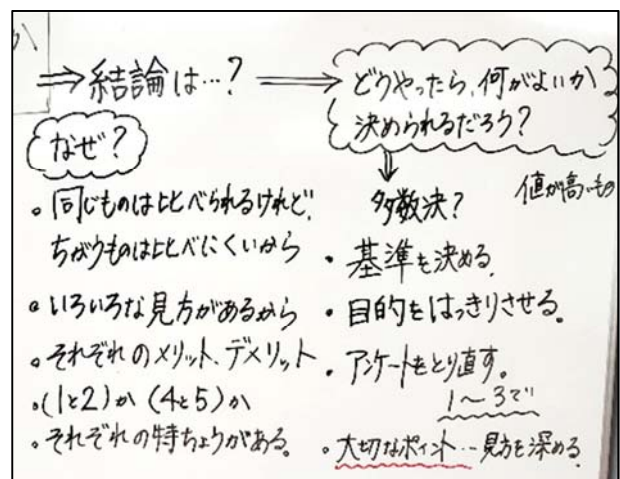 ⇒結論は…?⇒
どうやったら、何がよいか
決められるだろう?
なぜ?
・同じものは比べられるけれど、
ちがうものは比べにくいから
・いろいろな見方があるから
・それぞれのメリット、デメリット
・(1と2)か(4と5)か
・それぞれの特ちょうがある。
⇓
多数決?
値が高いもの
・基準を決める。
・目的をはっきりさせる。
・アンケートをとり直す。
1〜3で
・大切なポイント…見方を深める